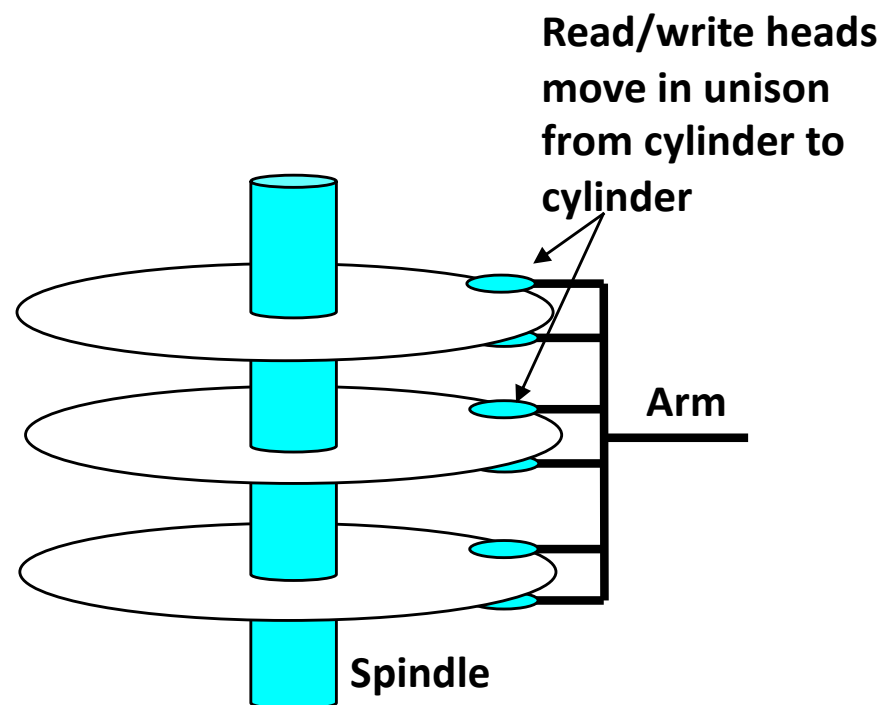 Read/write heads
move in unison
from cylinder to
cylinder
Arm
Spindle